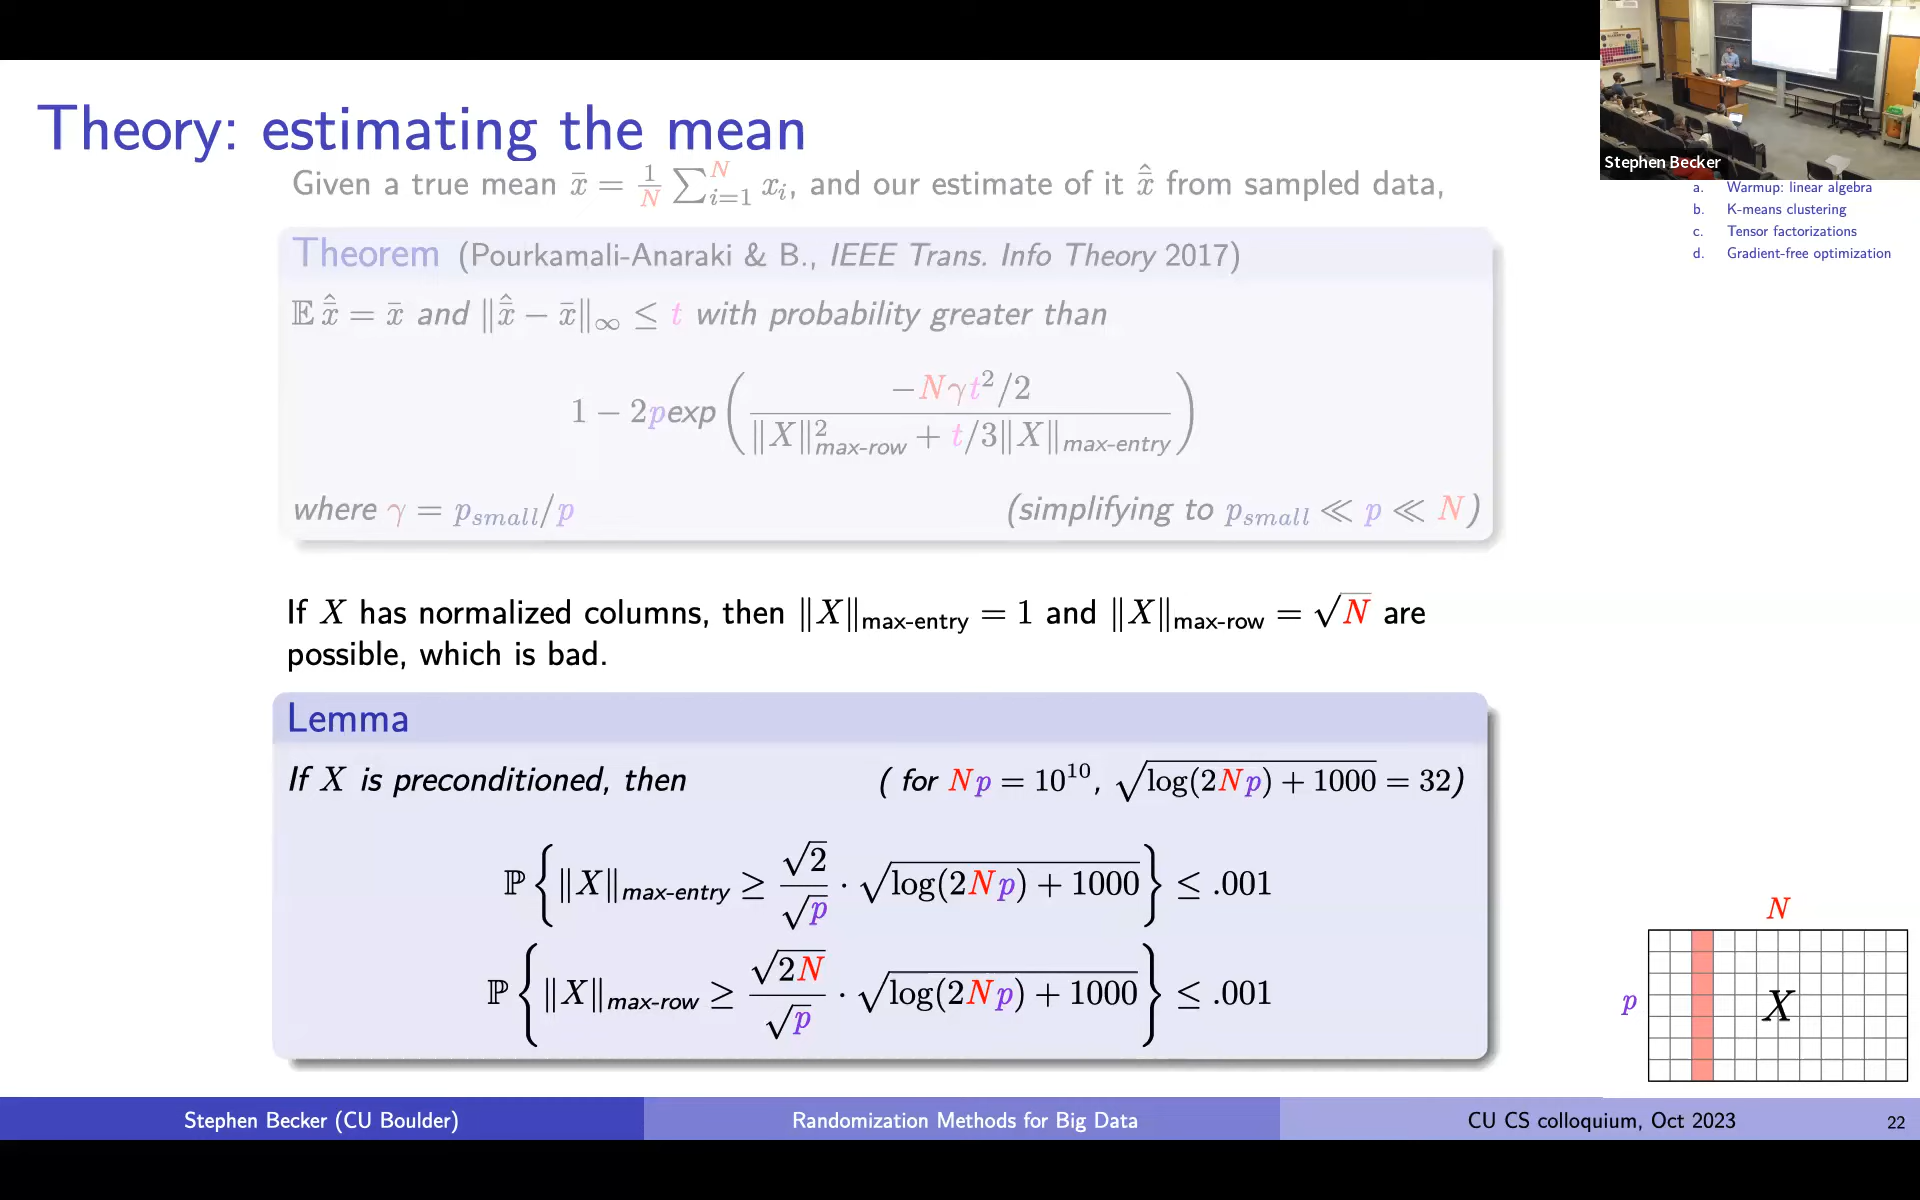 Theory: estimating the mean
Given a true mean x̄ = 1/N ∑_{i=1}^{N} x_i, and our estimate of it x̄̂ from sampled data,
Theorem (Pourkamali-Anaraki & B., IEEE Trans. Info Theory 2017)
𝔼 x̄̂ = x̄ and ‖x̄̂ − x̄‖_∞ ≤ t with probability greater than
1 − 2p exp ( −Nγt²/2 / ‖X‖²_max-row + t/3‖X‖_max-entry )
where γ = p_small/p (simplifying to p_small ≪ p ≪ N)
If X has normalized columns, then ‖X‖_max-entry = 1 and ‖X‖_max-row = √N are
possible, which is bad.
Lemma
If X is preconditioned, then ( for Np = 10¹⁰, √(log(2Np) + 1000) = 32)
ℙ { ‖X‖_max-entry ≥ √2/√p · √(log(2Np) + 1000) } ≤ .001
ℙ { ‖X‖_max-row ≥ √2N/√p · √(log(2Np) + 1000) } ≤ .001
Stephen Becker
a. Warmup: linear algebra
b. K-means clustering
c. Tensor factorizations
d. Gradient-free optimization
N
p
X
Stephen Becker (CU Boulder) Randomization Methods for Big Data CU CS colloquium, Oct 2023 22